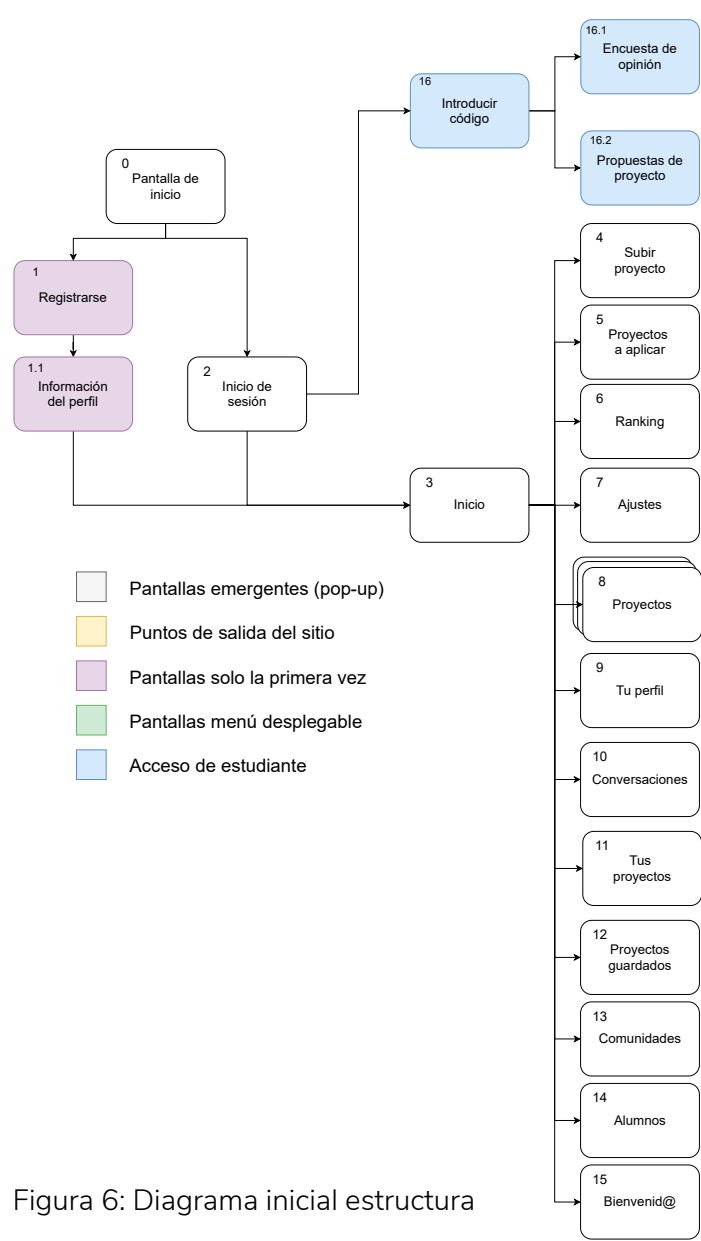 16.1
Encuesta de
opinión
16
Introducir
código
16.2
Propuestas de
proyecto
0
Pantalla de
inicio
1
Registrarse
1.1
Información
del perfil
2
Inicio de
sesión
3
Inicio
4
Subir
proyecto
5
Proyectos
a aplicar
6
Ranking
7
Ajustes
8
Proyectos
9
Tu perfil
10
Conversaciones
11
Tus
proyectos
12
Proyectos
guardados
13
Comunidades
14
Alumnos
15
Bienvenid@
Pantallas emergentes (pop-up)
Puntos de salida del sitio
Pantallas solo la primera vez
Pantallas menú desplegable
Acceso de estudiante
Figura 6: Diagrama inicial estructura